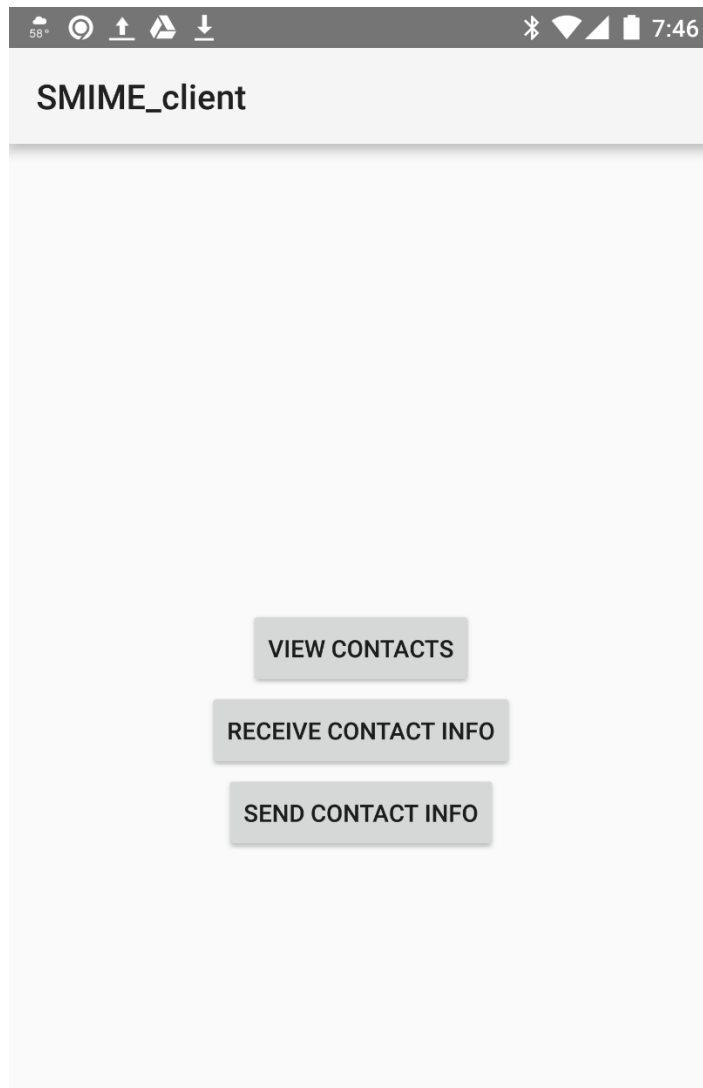 58° 7:46
SMIME_client
VIEW CONTACTS
RECEIVE CONTACT INFO
SEND CONTACT INFO